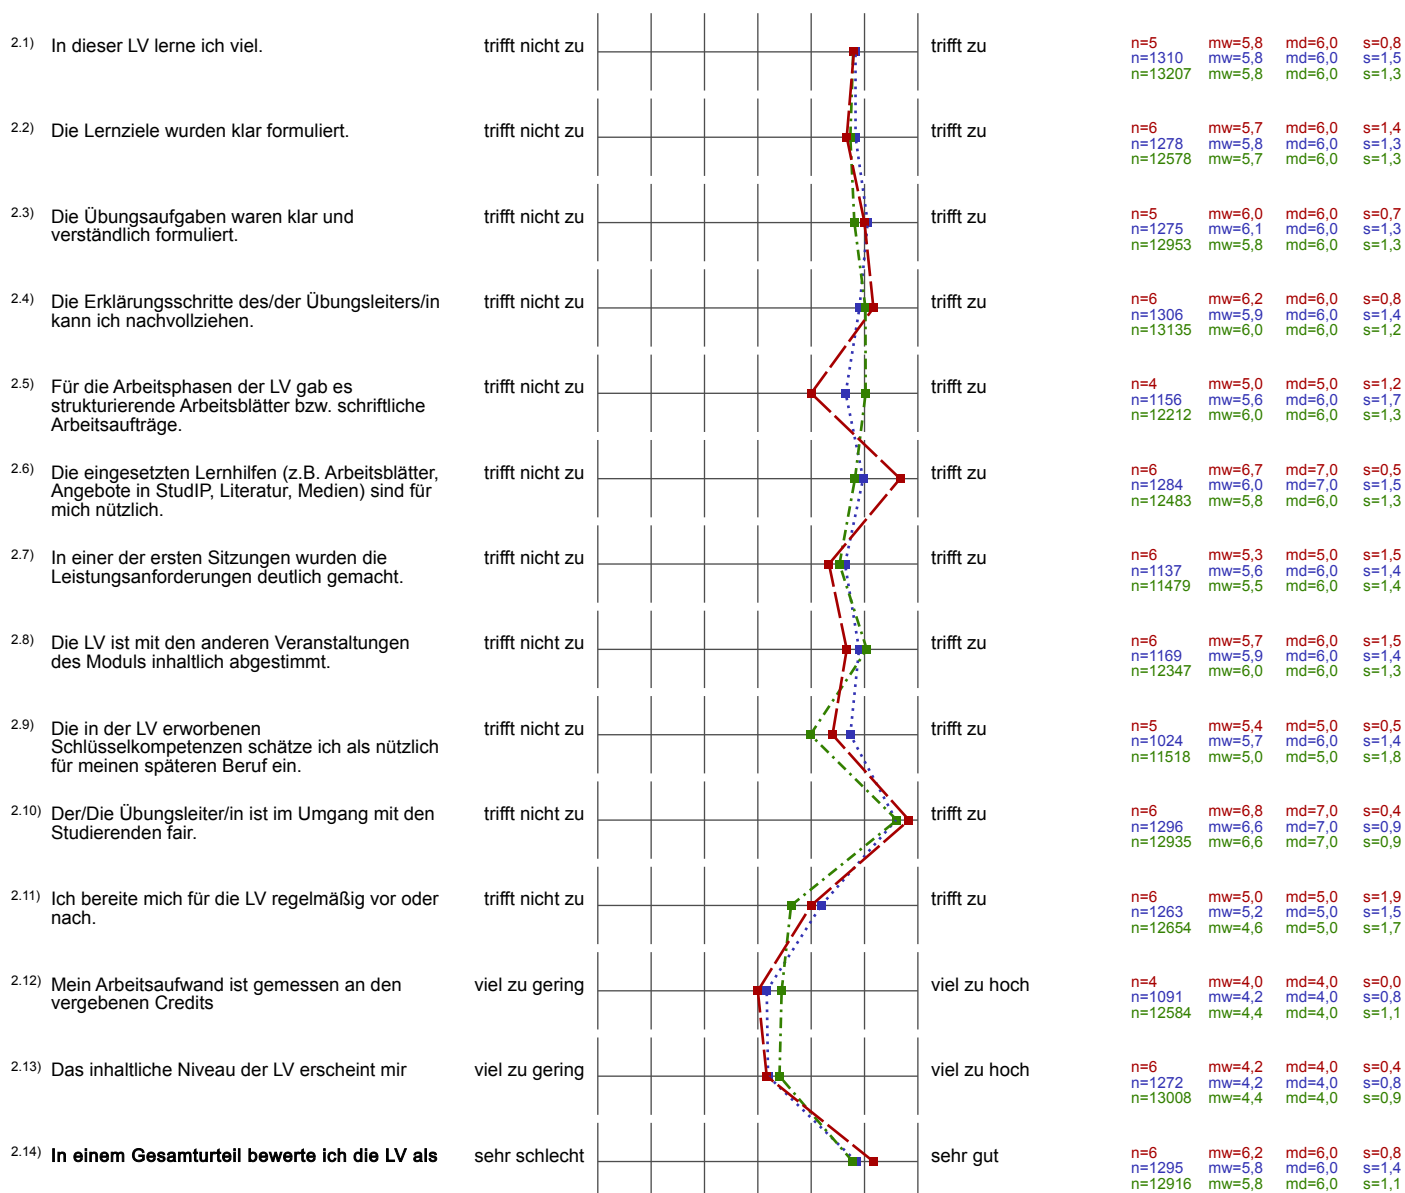 2.1) In dieser LV lerne ich viel. trifft nicht zu trifft zu n=5 mw=5,8 md=6,0 s=0,8
n=1310 mw=5,8 md=6,0 s=1,5
n=13207 mw=5,8 md=6,0 s=1,3
2.2) Die Lernziele wurden klar formuliert. trifft nicht zu trifft zu n=6 mw=5,7 md=6,0 s=1,4
n=1278 mw=5,8 md=6,0 s=1,3
n=12578 mw=5,7 md=6,0 s=1,3
2.3) Die Übungsaufgaben waren klar und trifft nicht zu trifft zu n=5 mw=6,0 md=6,0 s=0,7
verständlich formuliert. n=1275 mw=6,1 md=6,0 s=1,3
n=12953 mw=5,8 md=6,0 s=1,3
2.4) Die Erklärungsschritte des/der Übungsleiters/in trifft nicht zu trifft zu n=6 mw=6,2 md=6,0 s=0,8
kann ich nachvollziehen. n=1306 mw=5,9 md=6,0 s=1,4
n=13135 mw=6,0 md=6,0 s=1,2
2.5) Für die Arbeitsphasen der LV gab es trifft nicht zu trifft zu n=4 mw=5,0 md=5,0 s=1,2
strukturierende Arbeitsblätter bzw. schriftliche n=1156 mw=5,6 md=6,0 s=1,7
Arbeitsaufträge. n=12212 mw=6,0 md=6,0 s=1,3
2.6) Die eingesetzten Lernhilfen (z.B. Arbeitsblätter, trifft nicht zu trifft zu n=6 mw=6,7 md=7,0 s=0,5
Angebote in StudIP, Literatur, Medien) sind für n=1284 mw=6,0 md=7,0 s=1,5
mich nützlich. n=12483 mw=5,8 md=6,0 s=1,3
2.7) In einer der ersten Sitzungen wurden die trifft nicht zu trifft zu n=6 mw=5,3 md=5,0 s=1,5
Leistungsanforderungen deutlich gemacht. n=1137 mw=5,6 md=6,0 s=1,4
n=11479 mw=5,5 md=6,0 s=1,4
2.8) Die LV ist mit den anderen Veranstaltungen trifft nicht zu trifft zu n=6 mw=5,7 md=6,0 s=1,5
des Moduls inhaltlich abgestimmt. n=1169 mw=5,9 md=6,0 s=1,4
n=12347 mw=6,0 md=6,0 s=1,3
2.9) Die in der LV erworbenen trifft nicht zu trifft zu n=5 mw=5,4 md=5,0 s=0,5
Schlüsselkompetenzen schätze ich als nützlich n=1024 mw=5,7 md=6,0 s=1,4
für meinen späteren Beruf ein. n=11518 mw=5,0 md=5,0 s=1,8
2.10) Der/Die Übungsleiter/in ist im Umgang mit den trifft nicht zu trifft zu n=6 mw=6,8 md=7,0 s=0,4
Studierenden fair. n=1296 mw=6,6 md=7,0 s=0,9
n=12935 mw=6,6 md=7,0 s=0,9
2.11) Ich bereite mich für die LV regelmäßig vor oder trifft nicht zu trifft zu n=6 mw=5,0 md=5,0 s=1,9
nach. n=1263 mw=5,2 md=5,0 s=1,5
n=12654 mw=4,6 md=5,0 s=1,7
2.12) Mein Arbeitsaufwand ist gemessen an den viel zu gering viel zu hoch n=4 mw=4,0 md=4,0 s=0,0
vergebenen Credits n=1091 mw=4,2 md=4,0 s=0,8
n=12584 mw=4,4 md=4,0 s=1,1
2.13) Das inhaltliche Niveau der LV erscheint mir viel zu gering viel zu hoch n=6 mw=4,2 md=4,0 s=0,4
n=1272 mw=4,2 md=4,0 s=0,8
n=13008 mw=4,4 md=4,0 s=0,9
2.14) In einem Gesamturteil bewerte ich die LV als sehr schlecht sehr gut n=6 mw=6,2 md=6,0 s=0,8
n=1295 mw=5,8 md=6,0 s=1,4
n=12916 mw=5,8 md=6,0 s=1,1